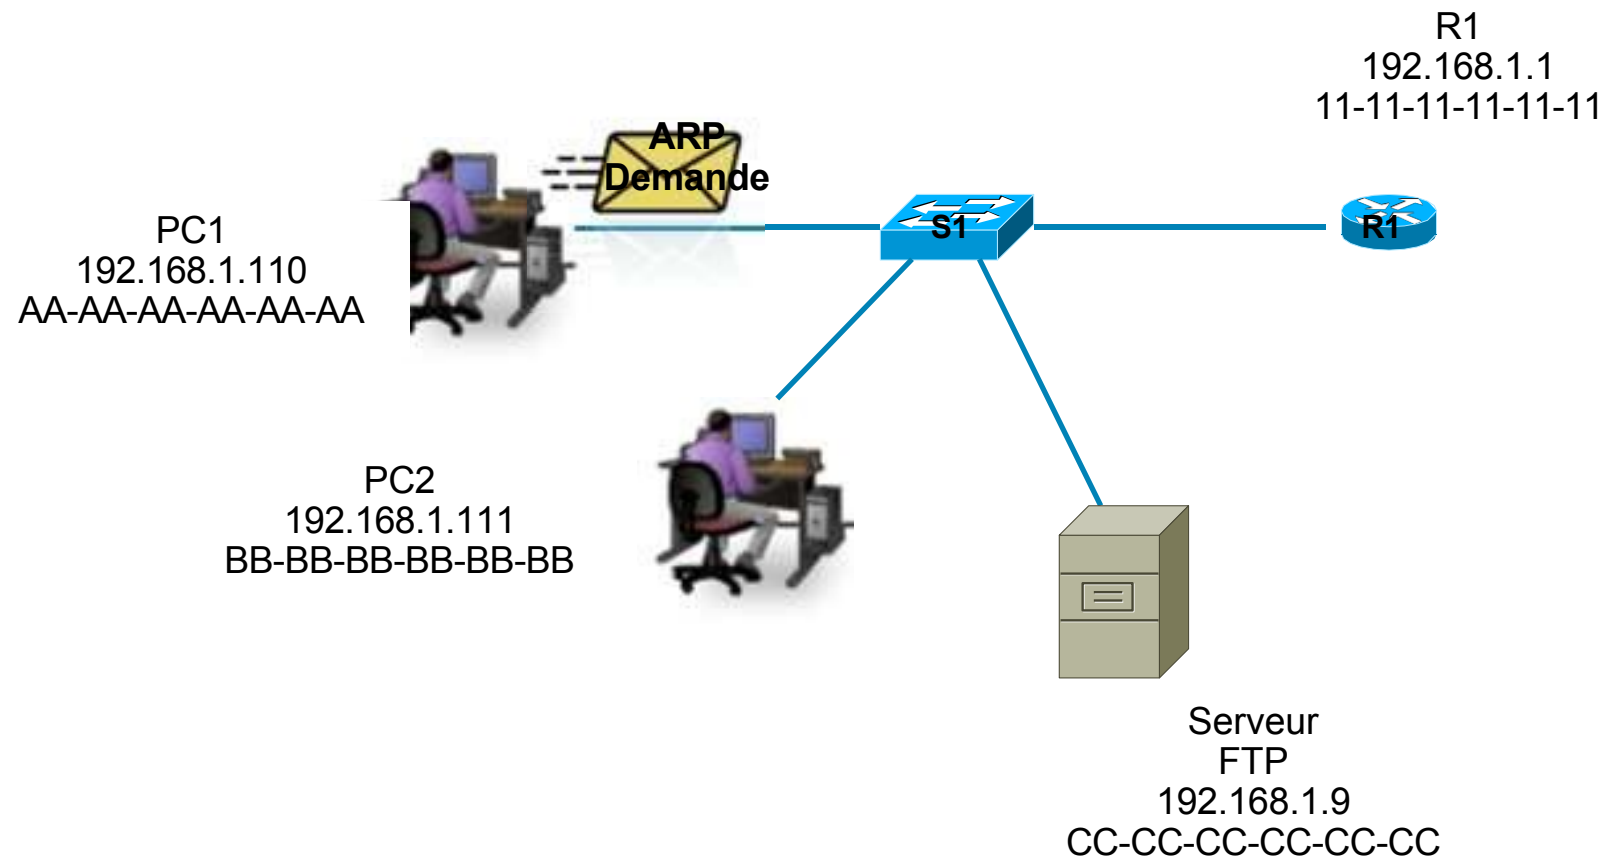 R1
192.168.1.1
11-11-11-11-11-11
ARP
Demande
S1
R1
PC1
192.168.1.110
AA-AA-AA-AA-AA-AA
PC2
192.168.1.111
BB-BB-BB-BB-BB-BB
Serveur
FTP
192.168.1.9
CC-CC-CC-CC-CC-CC